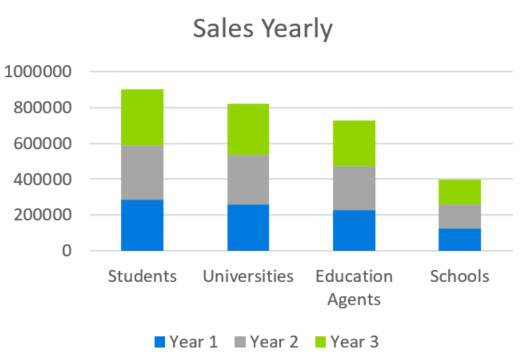 Sales Yearly
1000000
800000
600000
400000
200000
0
Students Universities Education Agents Schools
Year 1 Year 2 Year 3